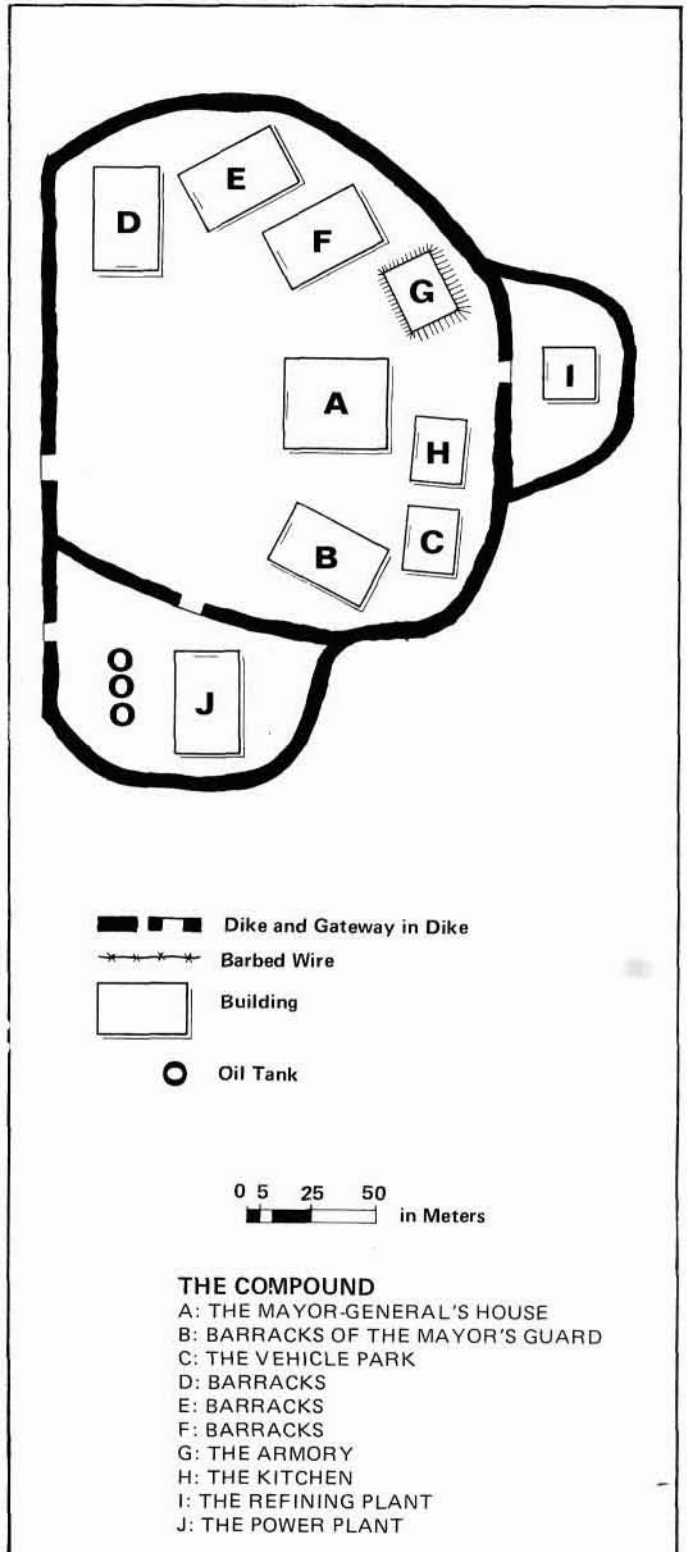 E
D
F
G
I
A
H
C
B
O
O
O
J
Dike and Gateway in Dike
Barbed Wire
Building
O Oil Tank
0 5 25 50
in Meters
THE COMPOUND
A: THE MAYOR-GENERAL'S HOUSE
B: BARRACKS OF THE MAYOR'S GUARD
C: THE VEHICLE PARK
D: BARRACKS
E: BARRACKS
F: BARRACKS
G: THE ARMORY
H: THE KITCHEN
I: THE REFINING PLANT
J: THE POWER PLANT